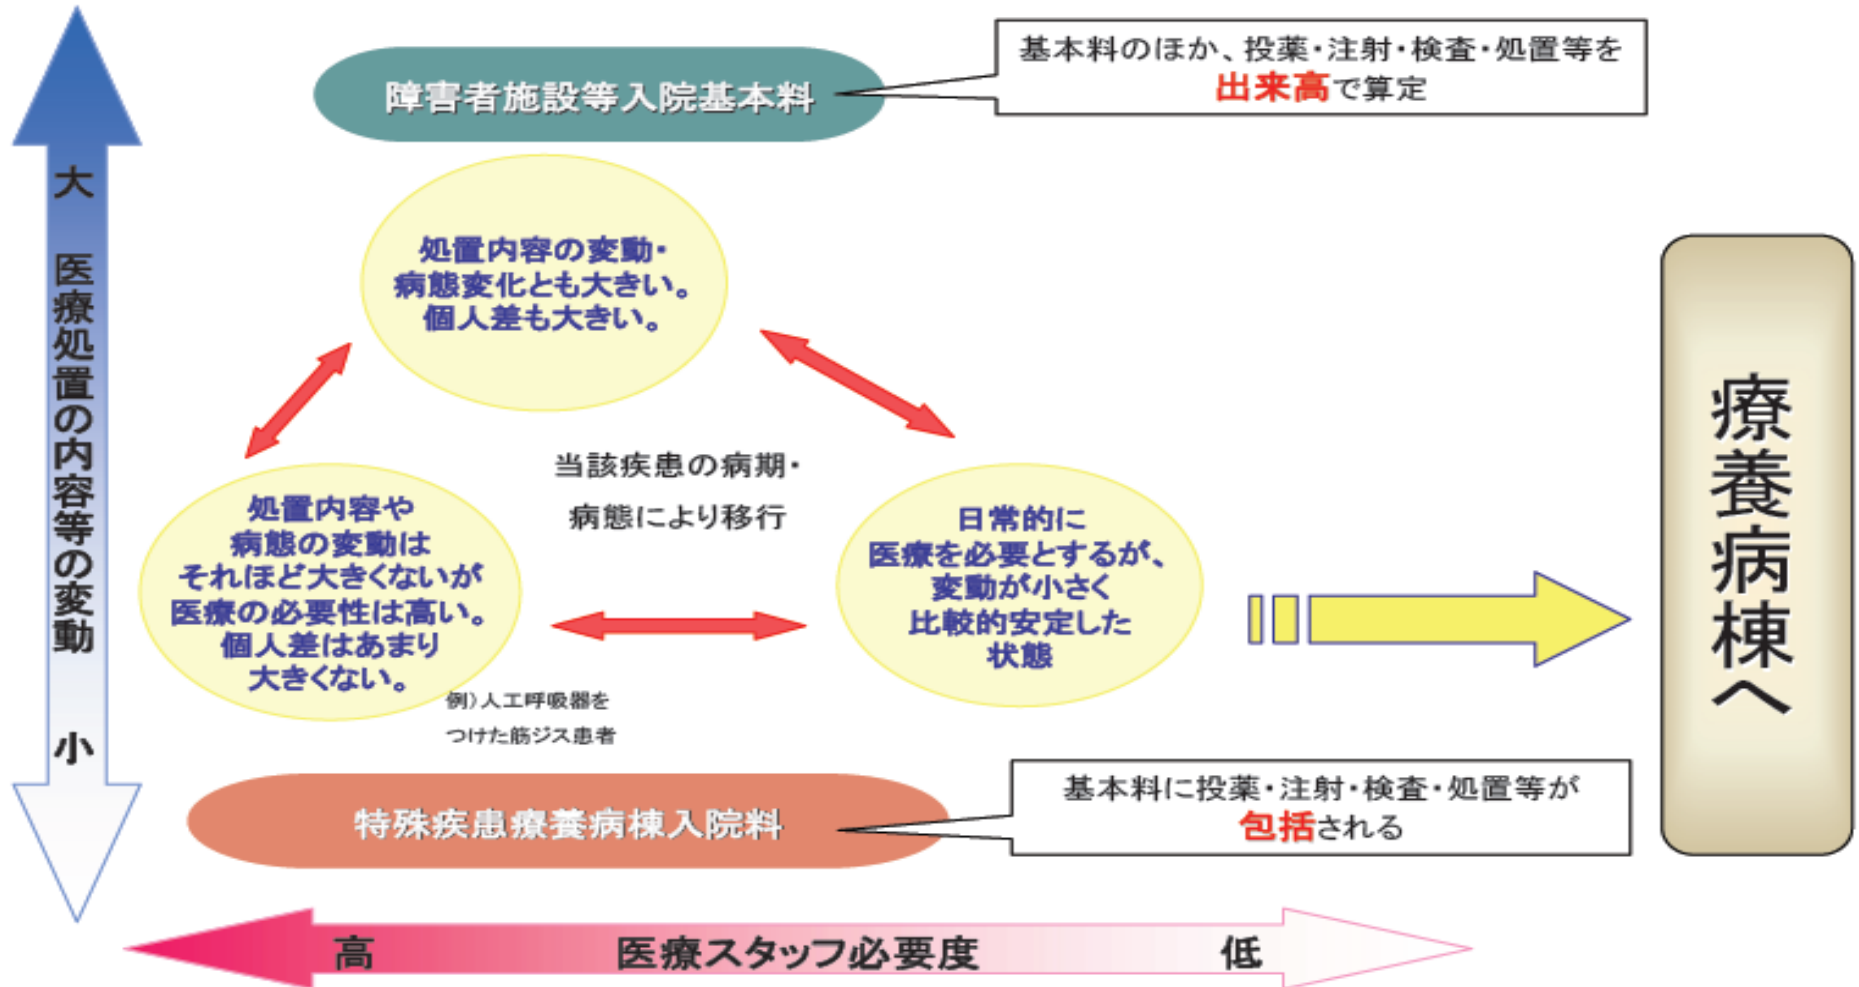 基本料のほか、投薬・注射・検査・処置等を
出来高で算定
障害者施設等入院基本料
大 医療処置の内容等の変動 小
処置内容の変動・
病態変化とも大きい。
個人差も大きい。
当該疾患の病期・
病態により移行
処置内容や
病態の変動は
それほど大きくないが
医療の必要性は高い。
個人差はあまり
大きくない。
日常的に
医療を必要とするが、
変動が小さく
比較的安定した
状態
例)人工呼吸器を
つけた筋ジス患者
療養病棟へ
基本料に投薬・注射・検査・処置等が
包括される
特殊疾患療養病棟入院料
高 医療スタッフ必要度 低